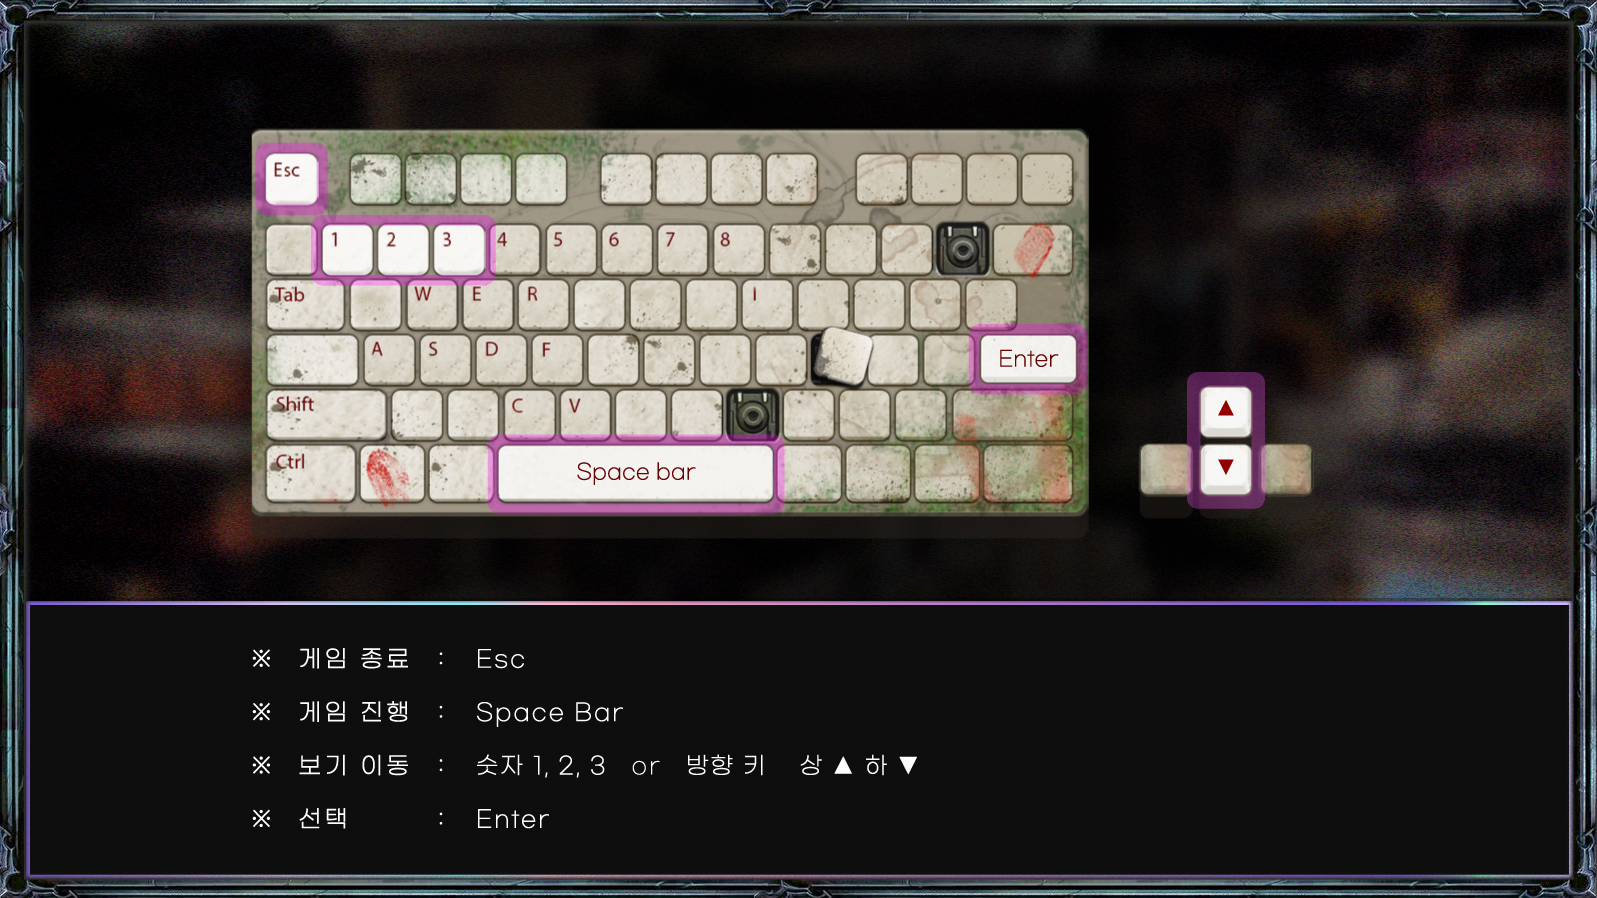 Esc
1 2 3 4 5 6 7 8
Tab W E R I
A S D F Enter
Shift C V
▲
Ctrl Space bar ▼
※ 게임 종료 : Esc
※ 게임 진행 : Space Bar
※ 보기 이동 : 숫자 1, 2, 3 or 방향 키 상 ▲ 하 ▼
※ 선택 : Enter